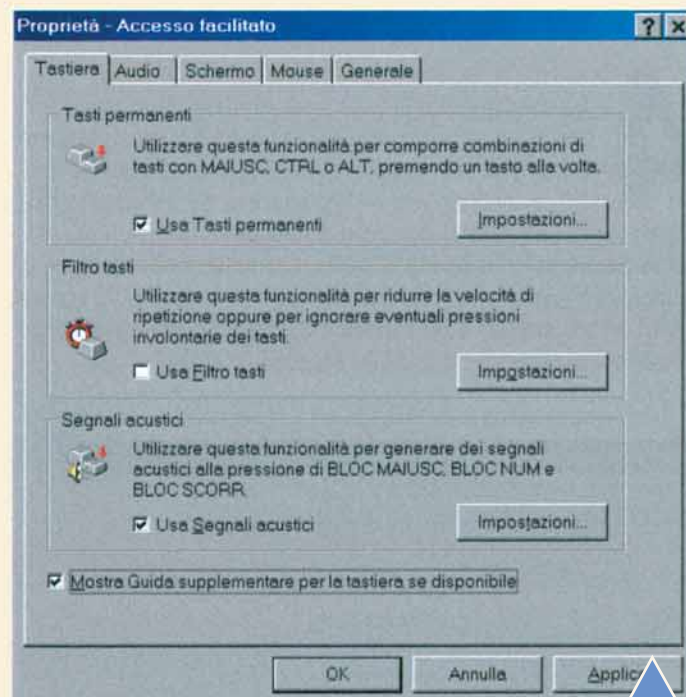 Proprietà - Accesso facilitato
Tastiera
Audio
Schermo
Mouse
Generale
Tasti permanenti
Utilizzare questa funzionalità per comporre combinazioni di
tasti con MAIUSC, CTRL o ALT, premendo un tasto alla volta.
Usa Tasti permanenti
Impostazioni...
Filtro tasti
Utilizzare questa funzionalità per ridurre la velocità di
ripetizione oppure per ignorare eventuali pressioni
involontarie dei tasti.
Usa Filtro tasti
Impostazioni...
Segnali acustici
Utilizzare questa funzionalità per generare dei segnali
acustici alla pressione di BLOC MAIUSC, BLOC NUM e
BLOC SCORR.
Usa Segnali acustici
Impostazioni...
Mostra Guida supplementare per la tastiera se disponibile
OK
Annulla